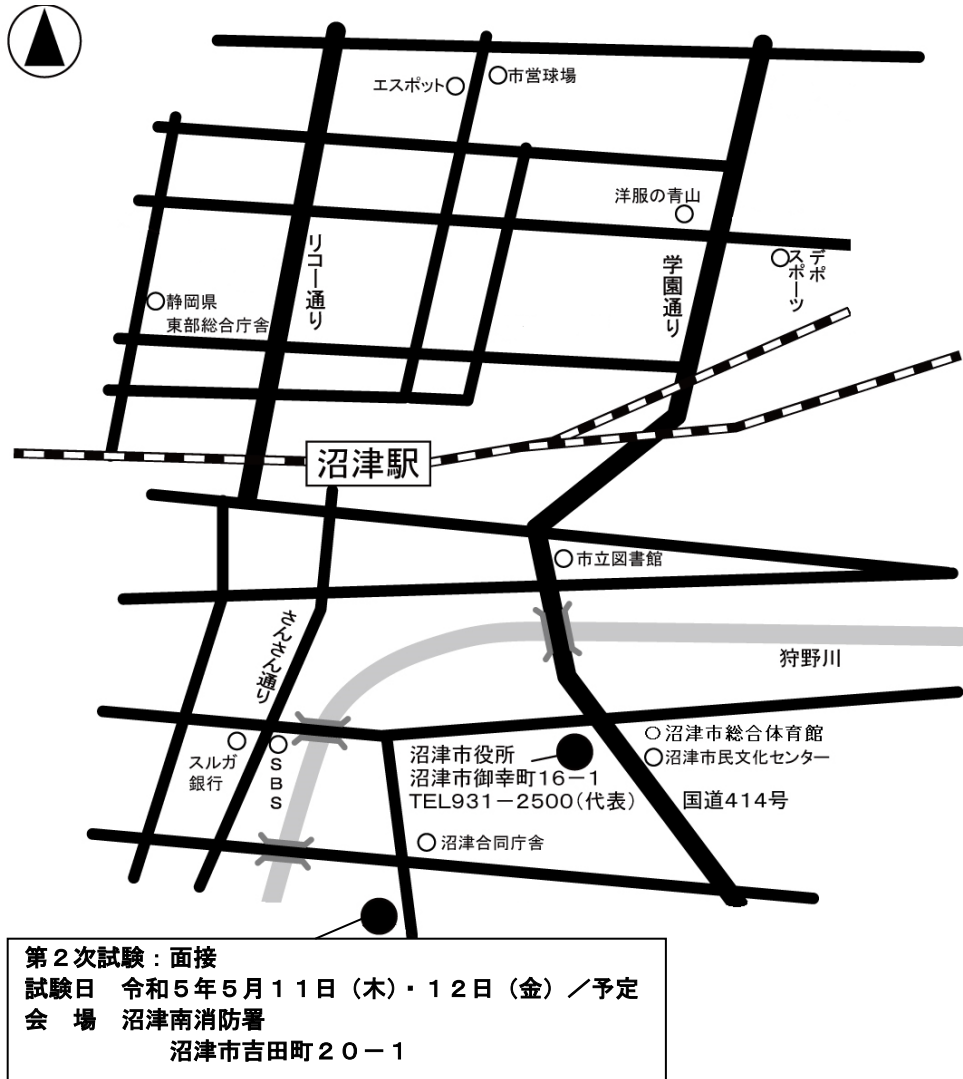 エスポット
市営球場
洋服の青山
デポ
スポーツ
リコー通り
学園通り
静岡県
東部総合庁舎
沼津駅
市立図書館
さんさん通り
狩野川
スルガ
銀行
SBS
沼津市役所
沼津市御幸町16−1
TEL931−2500(代表)
沼津市総合体育館
沼津市民文化センター
国道414号
沼津合同庁舎
第2次試験:面接
試験日 令和5年5月11日(木)・12日(金)/予定
会 場 沼津南消防署
沼津市吉田町20−1